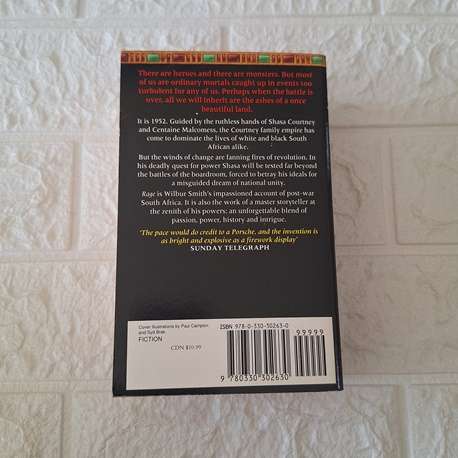 There are heroes and there are monsters. But most
of us are ordinary mortals caught up in events too
turbulent for any of us. Perhaps when the battle is
over, all we will inherit are the ashes of a once
beautiful land.
It is 1952. Guided by the ruthless hands of Shasa Courtney
and Centaine Malcomess, the Courtney family empire has
come to dominate the lives of white and black South
African alike.
But the winds of change are fanning fires of revolution. In
his deadly quest for power Shasa will be tested far beyond
the battles of the boardroom, forced to betray his ideals for
a misguided dream of national unity.
Rage is Wilbur Smith's impassioned account of post-war
South Africa. It is also the work of a master storyteller at
the zenith of his powers; an unforgettable blend of
passion, power, history and intrigue.
'The pace would do credit to a Porsche, and the invention is
as bright and explosive as a firework display'
SUNDAY TELEGRAPH
Cover illustrations by Paul Campion
and Syd Brak
FICTION
CDN $10.99
ISBN 978-0-330-30263-0
99999
9 780330 302630